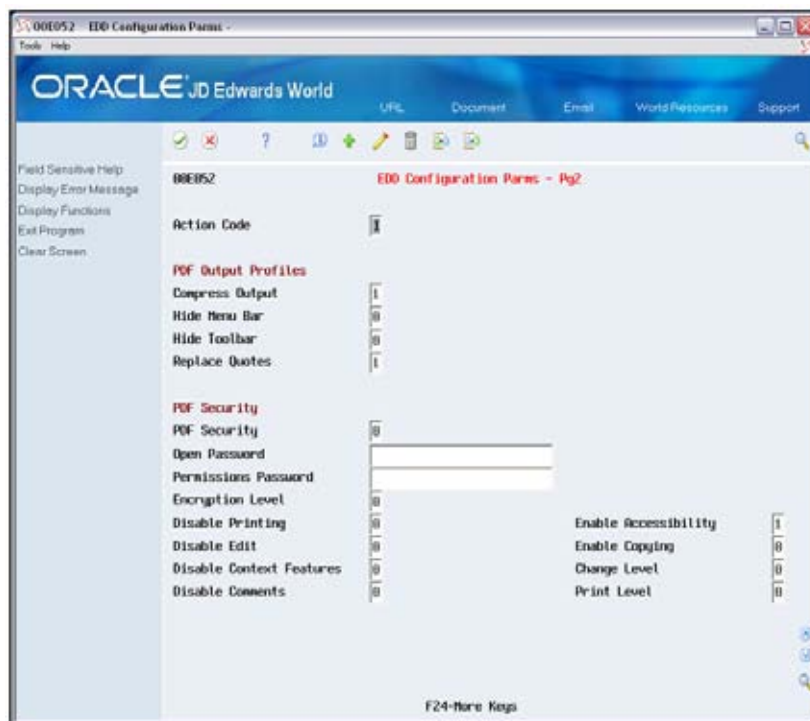 00E052 EDD Configuration Parms -
Tools Help
ORACLE JD Edwards World
URL Document Email World Resources Support
Field Sensitive Help
Display Error Message
Display Functions
Exit Program
Clear Screen
00E052 EDD Configuration Parms - Pg2
Action Code I
PDF Output Profiles
Compress Output 1
Hide Menu Bar 0
Hide Toolbar 0
Replace Quotes 1
PDF Security
PDF Security 0
Open Password
Permissions Password
Encryption Level 0
Disable Printing 0 Enable Accessibility 1
Disable Edit 0 Enable Copying 0
Disable Context Features 0 Change Level 0
Disable Comments 0 Print Level 0
F24-More Keys